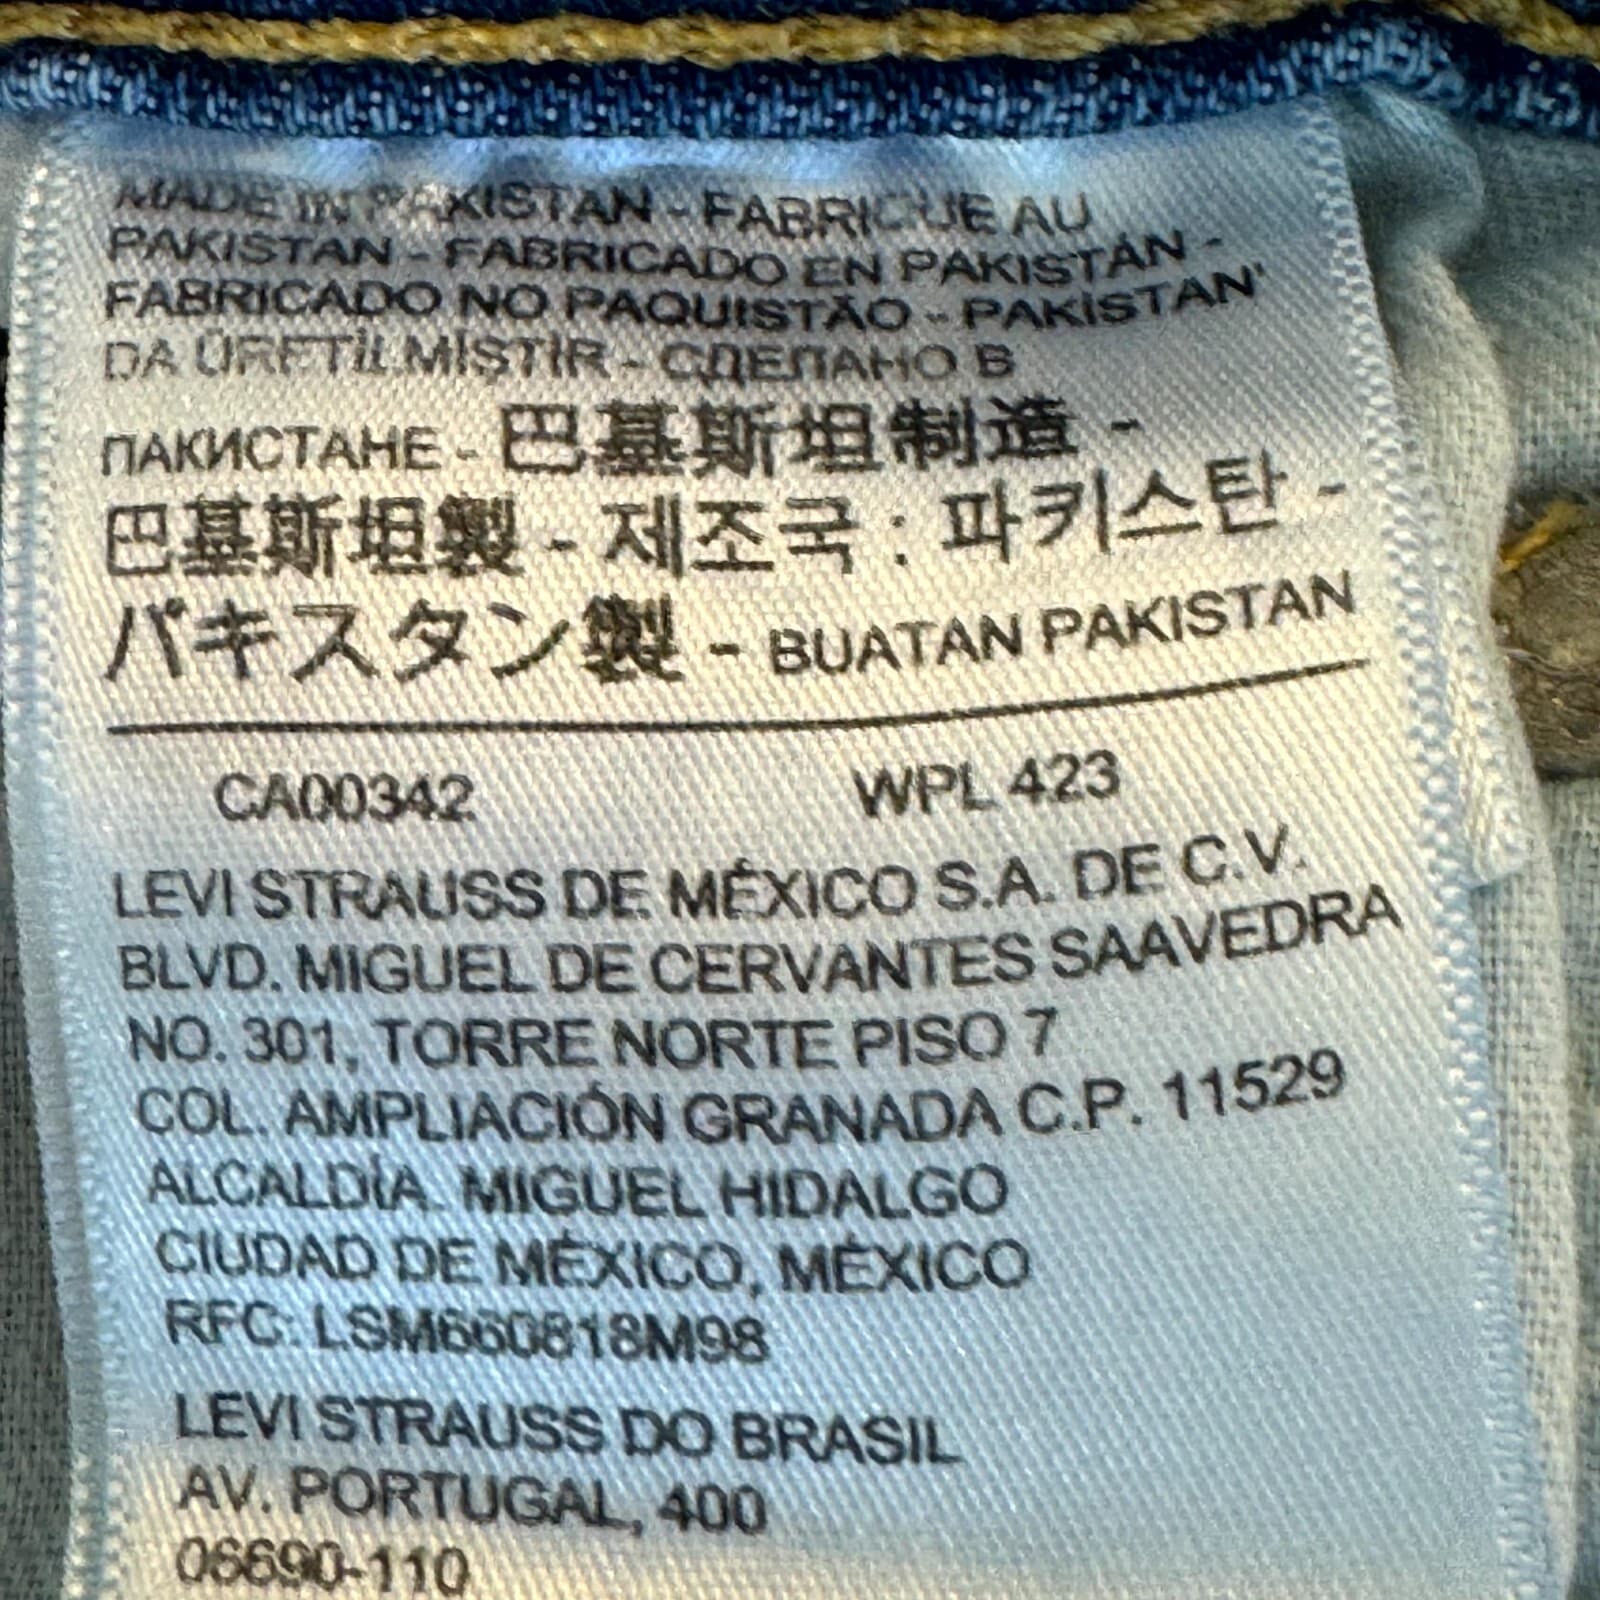 MADE IN PAKISTAN - FABRIQUÉ AU
PAKISTAN - FABRICADO EN PAKISTÁN -
FABRICADO NO PAQUISTÃO - PAKİSTAN'
DA ÜRETİLMİŞTİR - СДЕЛАНО В
ПАКИСТАНЕ - 巴基斯坦制造 -
巴基斯坦製 - 제조국 : 파키스탄 -
パキスタン製 - BUATAN PAKISTAN
CA00342 WPL 423
LEVI STRAUSS DE MÉXICO S.A. DE C.V.
BLVD. MIGUEL DE CERVANTES SAAVEDRA
NO. 301, TORRE NORTE PISO 7
COL. AMPLIACIÓN GRANADA C.P. 11529
ALCALDÍA. MIGUEL HIDALGO
CIUDAD DE MÉXICO, MÉXICO
RFC: LSM660818M98
LEVI STRAUSS DO BRASIL
AV. PORTUGAL, 400
06690-110